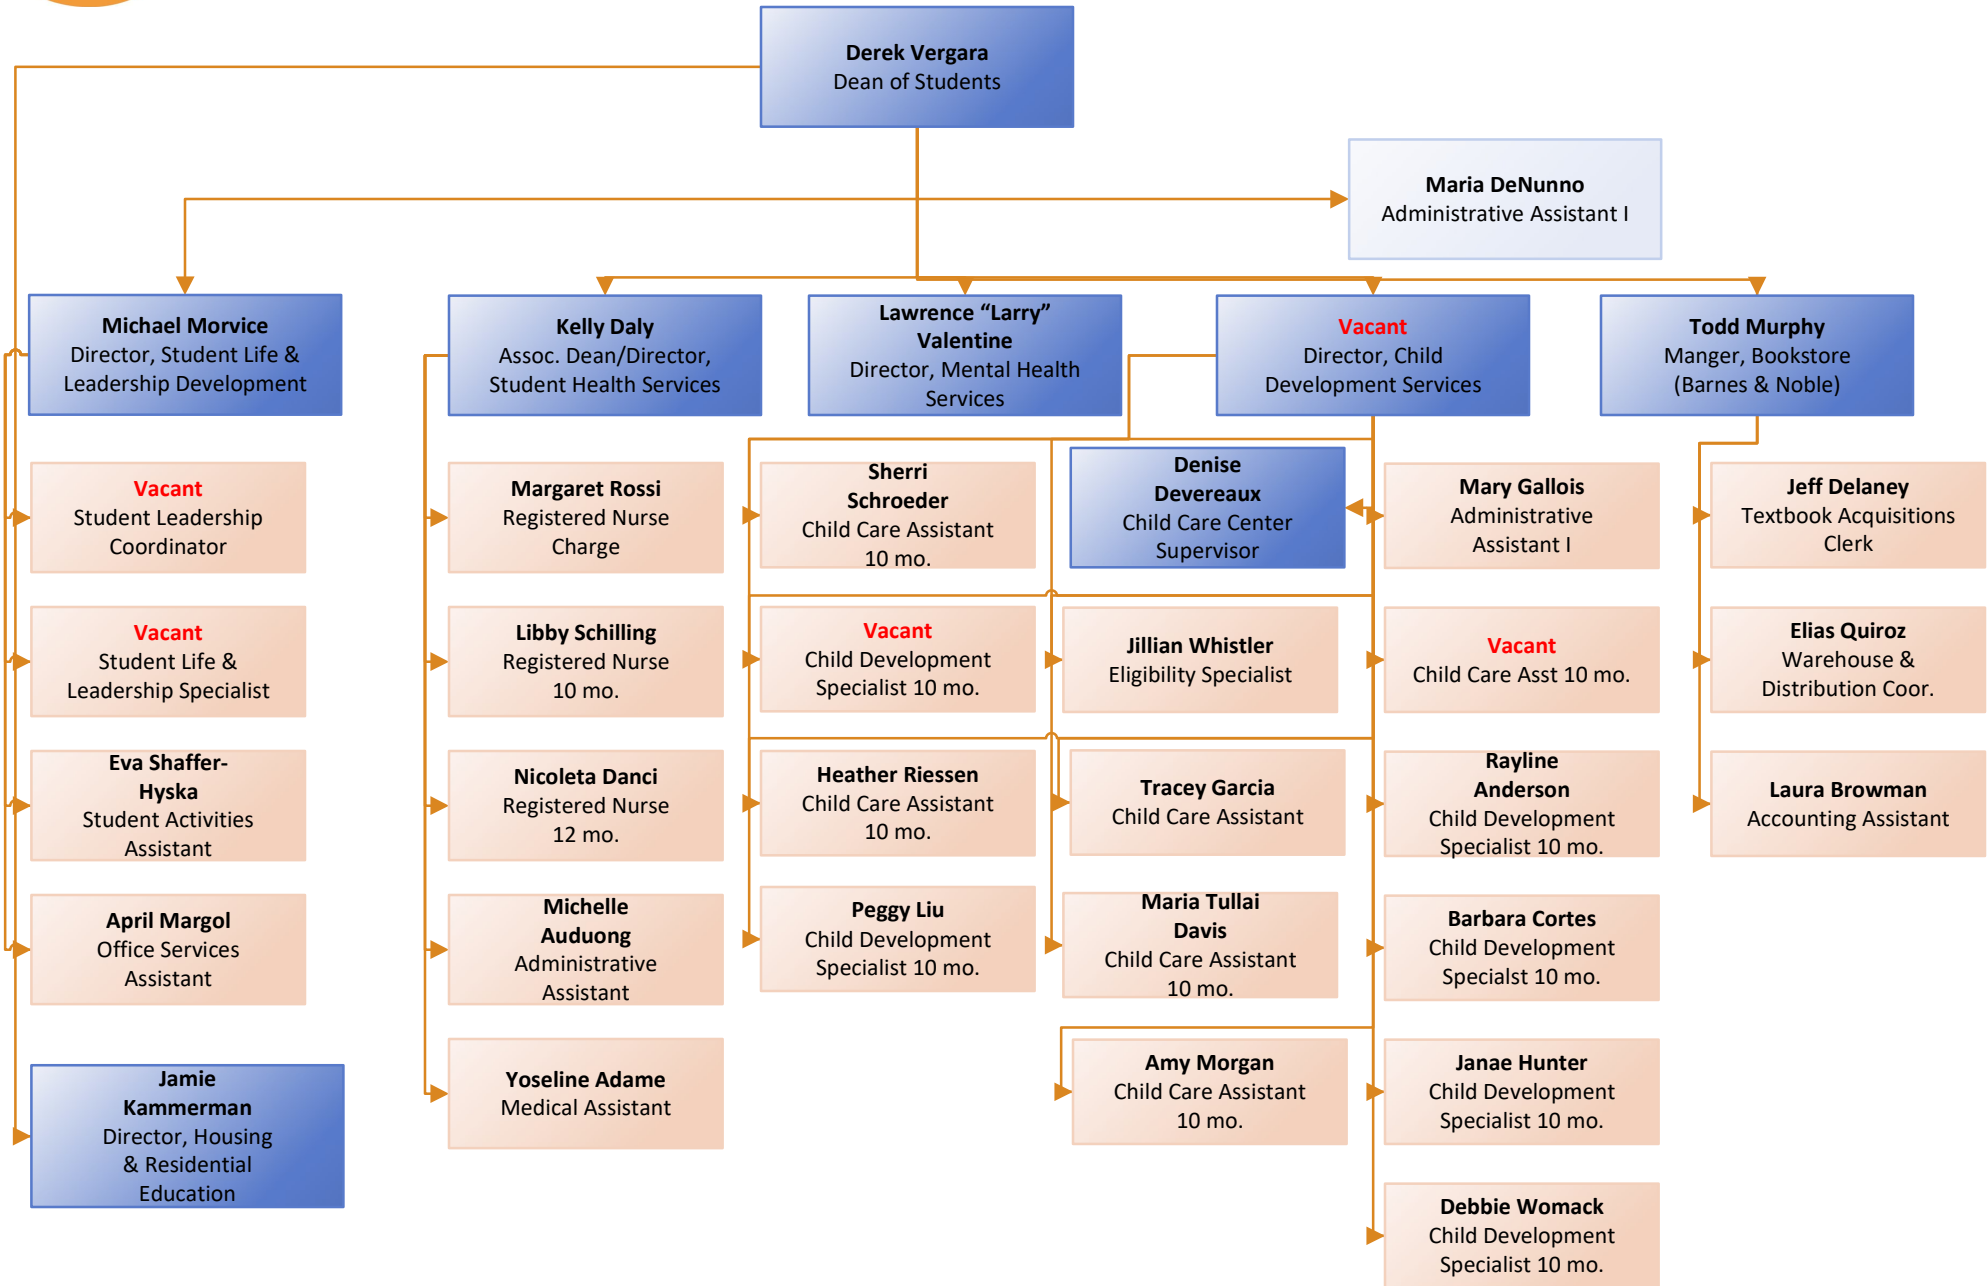 Derek Vergara
Dean of Students
Maria DeNunno
Administrative Assistant I
Michael Morvice
Director, Student Life &
Leadership Development
Kelly Daly
Assoc. Dean/Director,
Student Health Services
Lawrence “Larry”
Valentine
Director, Mental Health
Services
Vacant
Director, Child
Development Services
Todd Murphy
Manger, Bookstore
(Barnes & Noble)
Vacant
Student Leadership
Coordinator
Margaret Rossi
Registered Nurse
Charge
Sherri
Schroeder
Child Care Assistant
10 mo.
Denise
Devereaux
Child Care Center
Supervisor
Mary Gallois
Administrative
Assistant I
Jeff Delaney
Textbook Acquisitions
Clerk
Vacant
Student Life &
Leadership Specialist
Libby Schilling
Registered Nurse
10 mo.
Vacant
Child Development
Specialist 10 mo.
Jillian Whistler
Eligibility Specialist
Vacant
Child Care Asst 10 mo.
Elias Quiroz
Warehouse &
Distribution Coor.
Eva Shaffer-
Hyska
Student Activities
Assistant
Nicoleta Danci
Registered Nurse
12 mo.
Heather Riessen
Child Care Assistant
10 mo.
Tracey Garcia
Child Care Assistant
Rayline
Anderson
Child Development
Specialist 10 mo.
Laura Browman
Accounting Assistant
April Margol
Office Services
Assistant
Michelle
Auduong
Administrative
Assistant
Peggy Liu
Child Development
Specialist 10 mo.
Maria Tullai
Davis
Child Care Assistant
10 mo.
Barbara Cortes
Child Development
Specialst 10 mo.
Jamie
Kammerman
Director, Housing
& Residential
Education
Yoseline Adame
Medical Assistant
Amy Morgan
Child Care Assistant
10 mo.
Janae Hunter
Child Development
Specialist 10 mo.
Debbie Womack
Child Development
Specialist 10 mo.